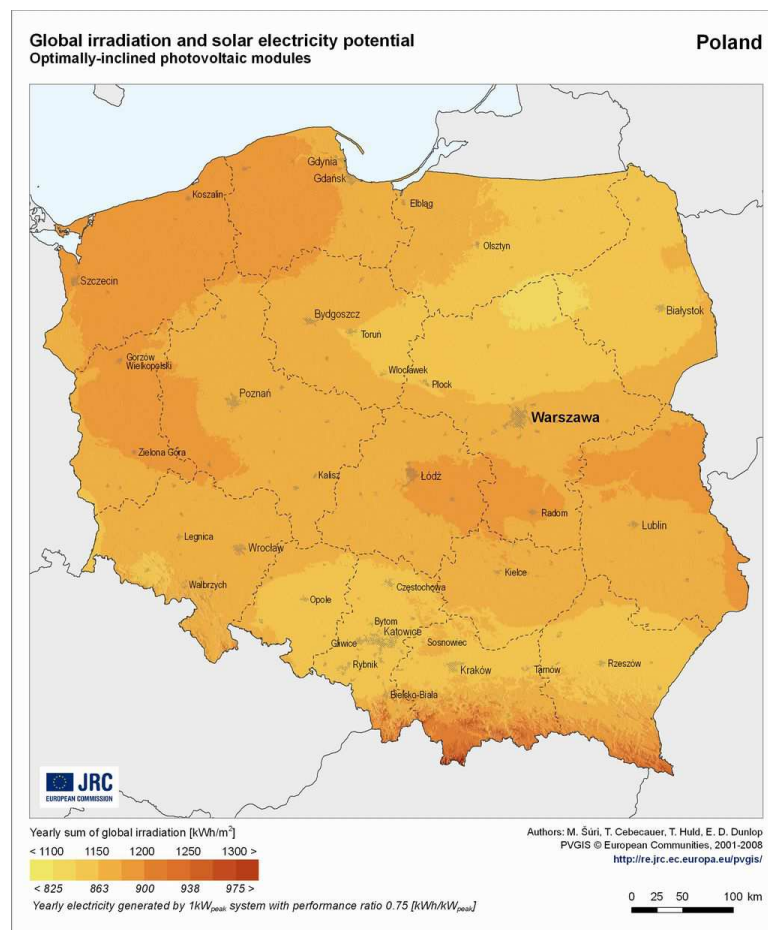 Global irradiation and solar electricity potential
Optimally-inclined photovoltaic modules
Poland
Gdynia
Gdańsk
Koszalin
Elbląg
Olsztyn
Szczecin
Białystok
Bydgoszcz
Toruń
Gorzów
Wielkopolski
Włocławek
Płock
Poznań
Warszawa
Zielona Góra
Kalisz
Łódź
Radom
Lublin
Legnica
Wrocław
Kielce
Wałbrzych
Częstochowa
Opole
Bytom
Katowice
Gliwice
Sosnowiec
Rybnik
Kraków
Tarnów
Rzeszów
Bielsko-Biała
JRC
EUROPEAN COMMISSION
Yearly sum of global irradiation [kWh/m²]
< 1100 1150 1200 1250 1300 >
< 825 863 900 938 975 >
Yearly electricity generated by 1kWpeak system with performance ratio 0.75 [kWh/kWpeak]
Authors: M. Šúri, T. Cebecauer, T. Huld, E. D. Dunlop
PVGIS © European Communities, 2001-2008
http://re.jrc.ec.europa.eu/pvgis/
0 25 50 100 km